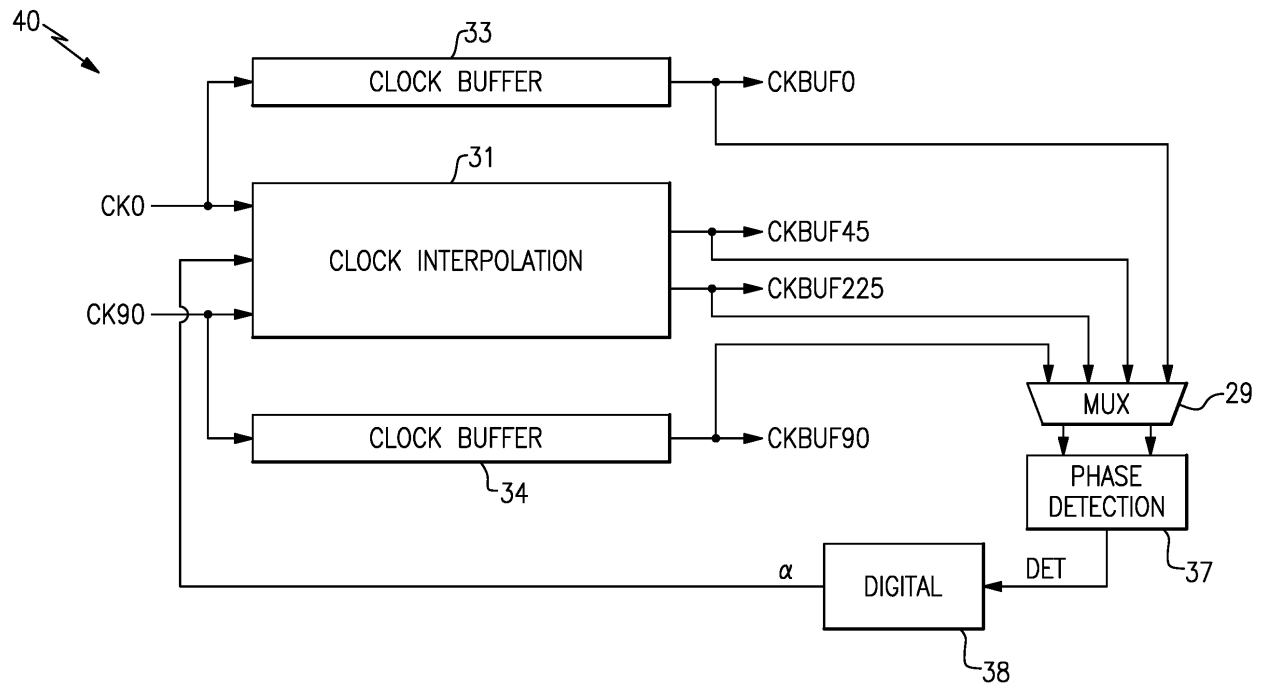 40
33
CLOCK BUFFER
CKBUF0
31
CK0
CLOCK INTERPOLATION
CKBUF45
CKBUF225
CK90
MUX
29
CLOCK BUFFER
CKBUF90
34
PHASE
DETECTION
37
α
DIGITAL
DET
38